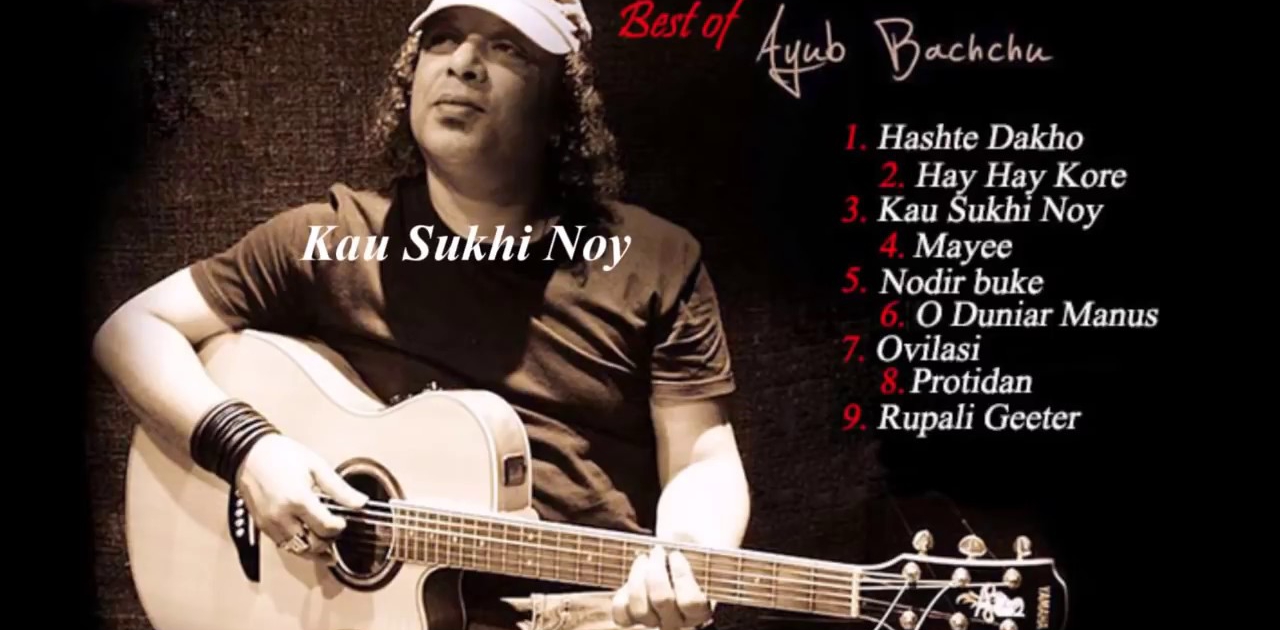 Best of Ayub Bachchu
1. Hashte Dakho
2. Hay Hay Kore
3. Kau Sukhi Noy
4. Mayee
5. Nodir buke
6. O Duniar Manus
7. Ovilasi
8. Protidan
9. Rupali Geeter
Kau Sukhi Noy
YAMAHA